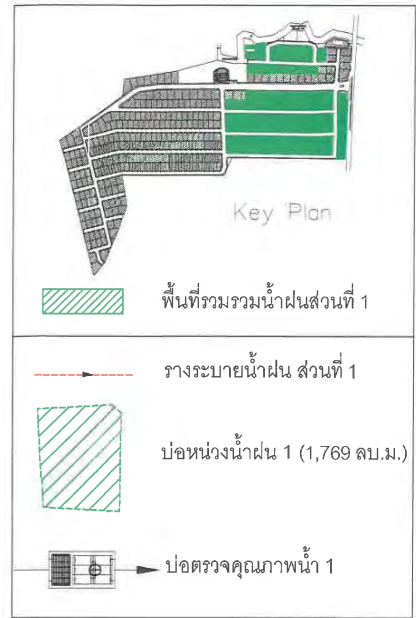 Key Plan
พื้นที่รวมรวมน้ำฝนส่วนที่ 1
รางระบายน้ำฝน ส่วนที่ 1
บ่อหน่วงน้ำฝน 1 (1,769 ลบ.ม.)
บ่อตรวจคุณภาพน้ำ 1